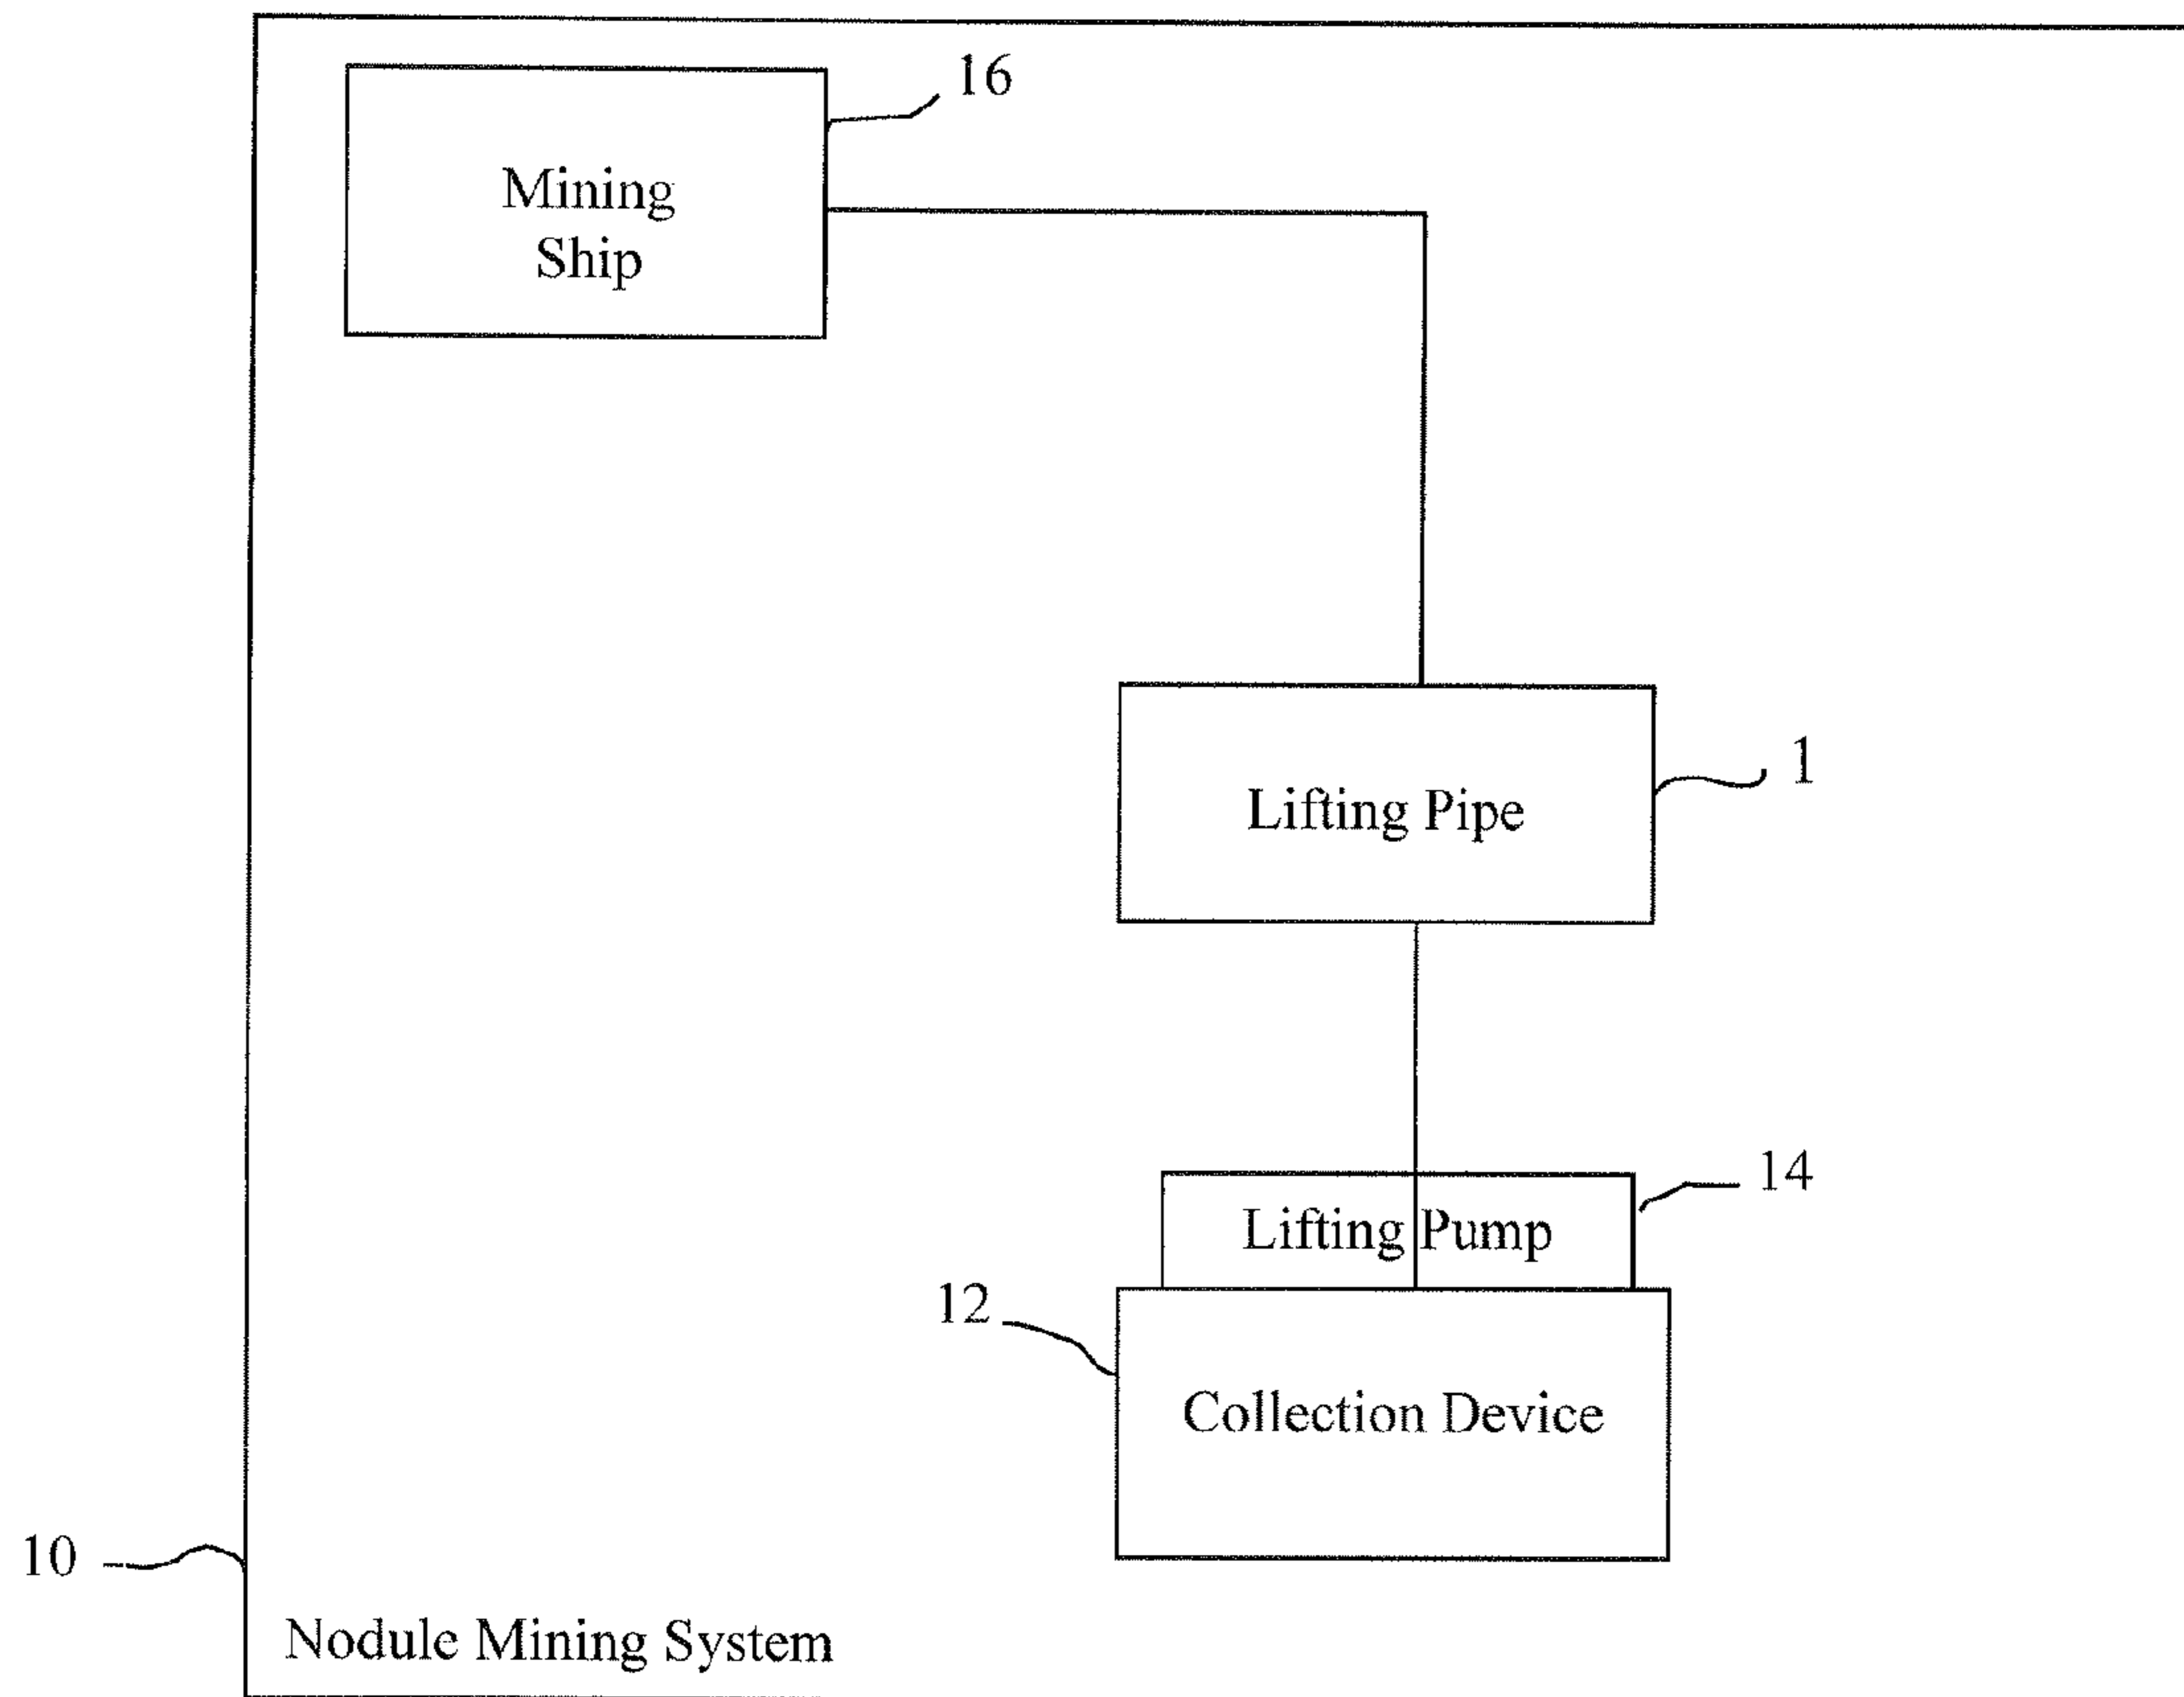 16
Mining
Ship
1
Lifting Pipe
14
Lifting Pump
12
Collection Device
10
Nodule Mining System